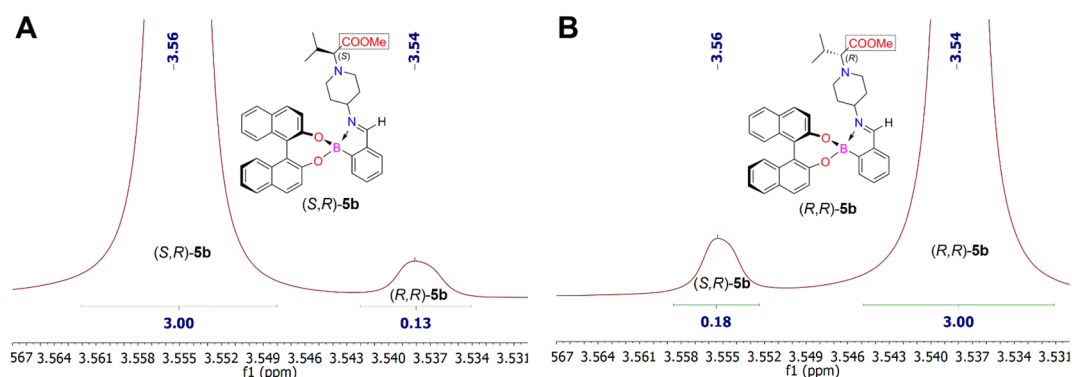 A
-3.56
-3.54
COOMe
(S)
N
N
H
O
B
O
(S,R)-5b
(S,R)-5b
(R,R)-5b
3.00
0.13
567 3.564 3.561 3.558 3.555 3.552 3.549 3.546 3.543 3.540 3.537 3.534 3.531
f1 (ppm)
B
-3.56
-3.54
COOMe
(R)
N
N
H
O
B
O
(R,R)-5b
(S,R)-5b
(R,R)-5b
0.18
3.00
567 3.564 3.561 3.558 3.555 3.552 3.549 3.546 3.543 3.540 3.537 3.534 3.531
f1 (ppm)